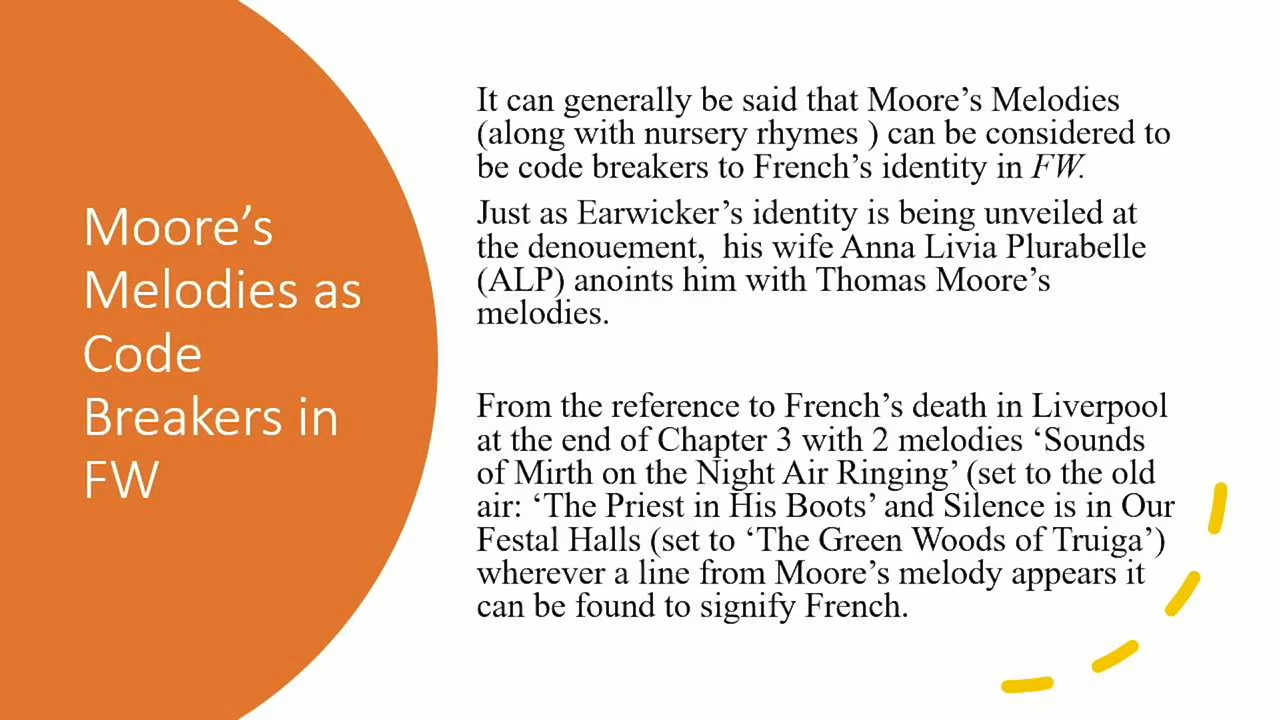 Moore’s
Melodies as
Code
Breakers in
FW
It can generally be said that Moore’s Melodies
(along with nursery rhymes ) can be considered to
be code breakers to French’s identity in FW.
Just as Earwicker’s identity is being unveiled at
the denouement,  his wife Anna Livia Plurabelle
(ALP) anoints him with Thomas Moore’s
melodies.
From the reference to French’s death in Liverpool
at the end of Chapter 3 with 2 melodies ‘Sounds
of Mirth on the Night Air Ringing’ (set to the old
air: ‘The Priest in His Boots’ and Silence is in Our
Festal Halls (set to ‘The Green Woods of Truiga’)
wherever a line from Moore’s melody appears it
can be found to signify French.